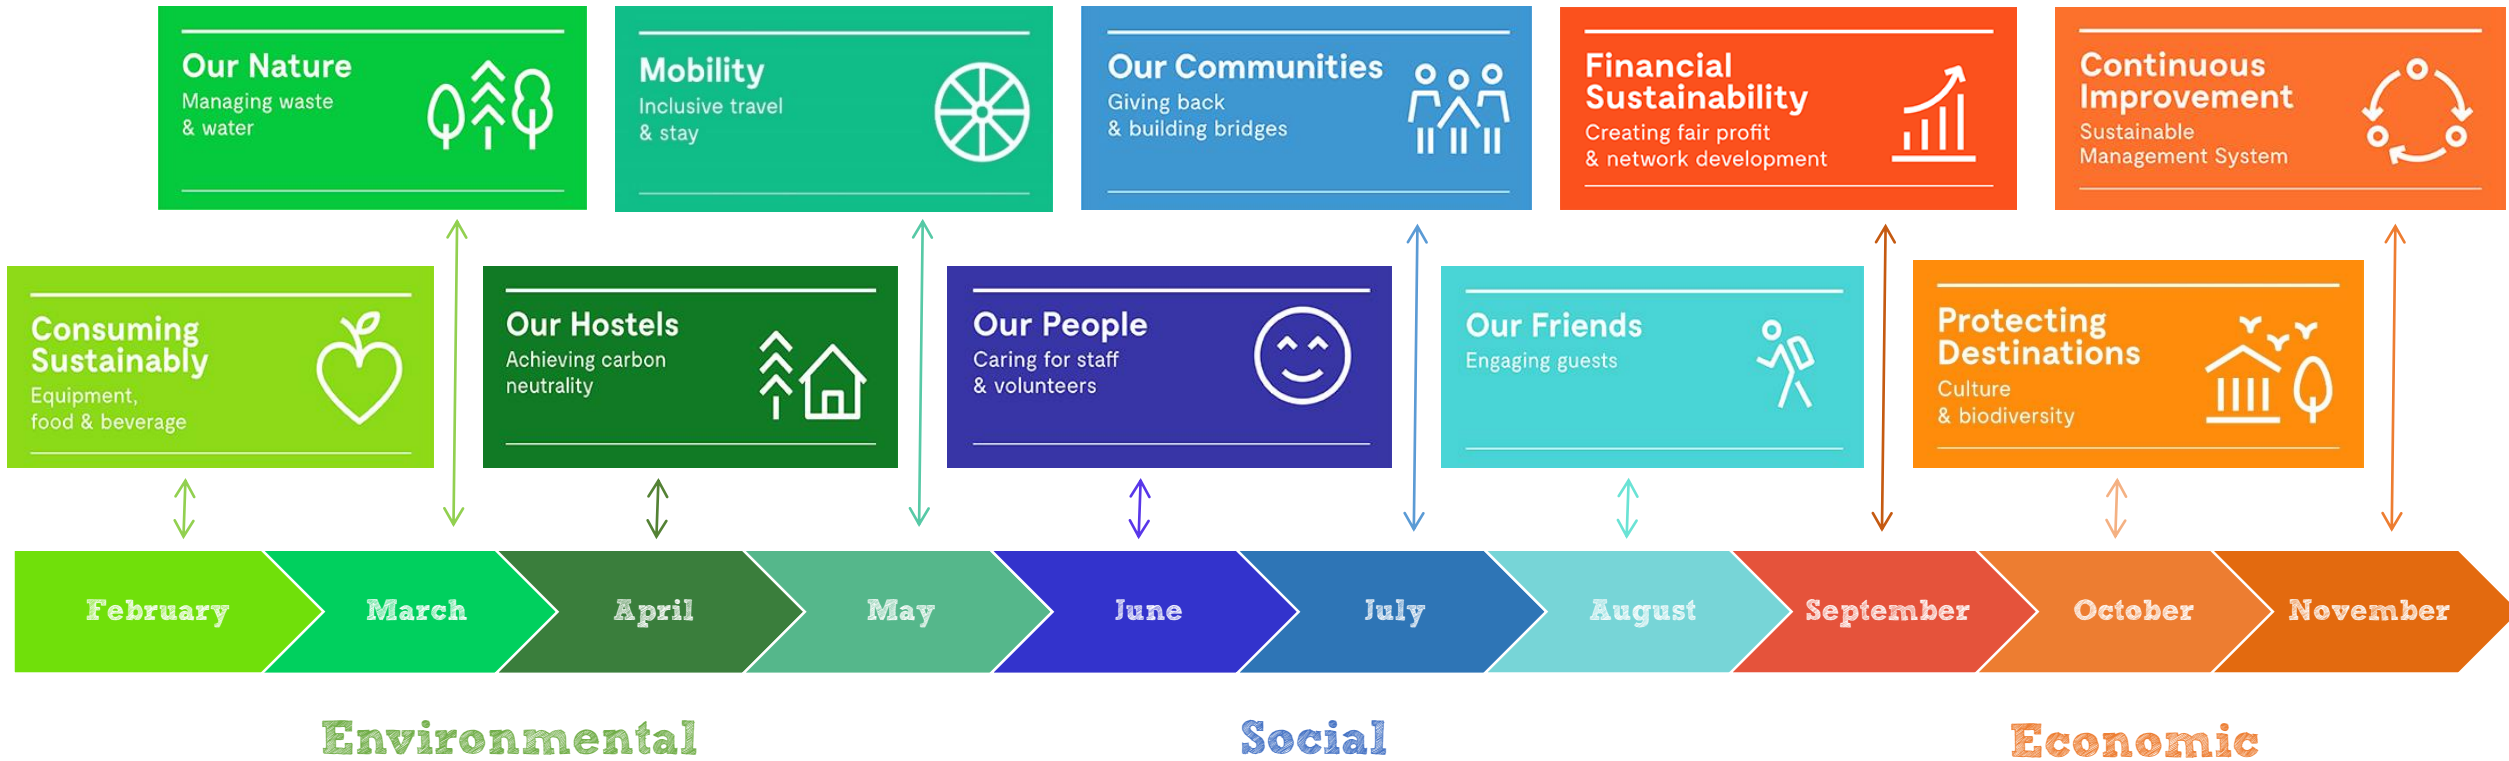 Our Nature
Managing waste
& water
Mobility
Inclusive travel
& stay
Our Communities
Giving back
& building bridges
Financial
Sustainability
Creating fair profit
& network development
Continuous
Improvement
Sustainable
Management System
Consuming
Sustainably
Equipment,
food & beverage
Our Hostels
Achieving carbon
neutrality
Our People
Caring for staff
& volunteers
Our Friends
Engaging guests
Protecting
Destinations
Culture
& biodiversity
February
March
April
May
June
July
August
September
October
November
Environmental
Social
Economic